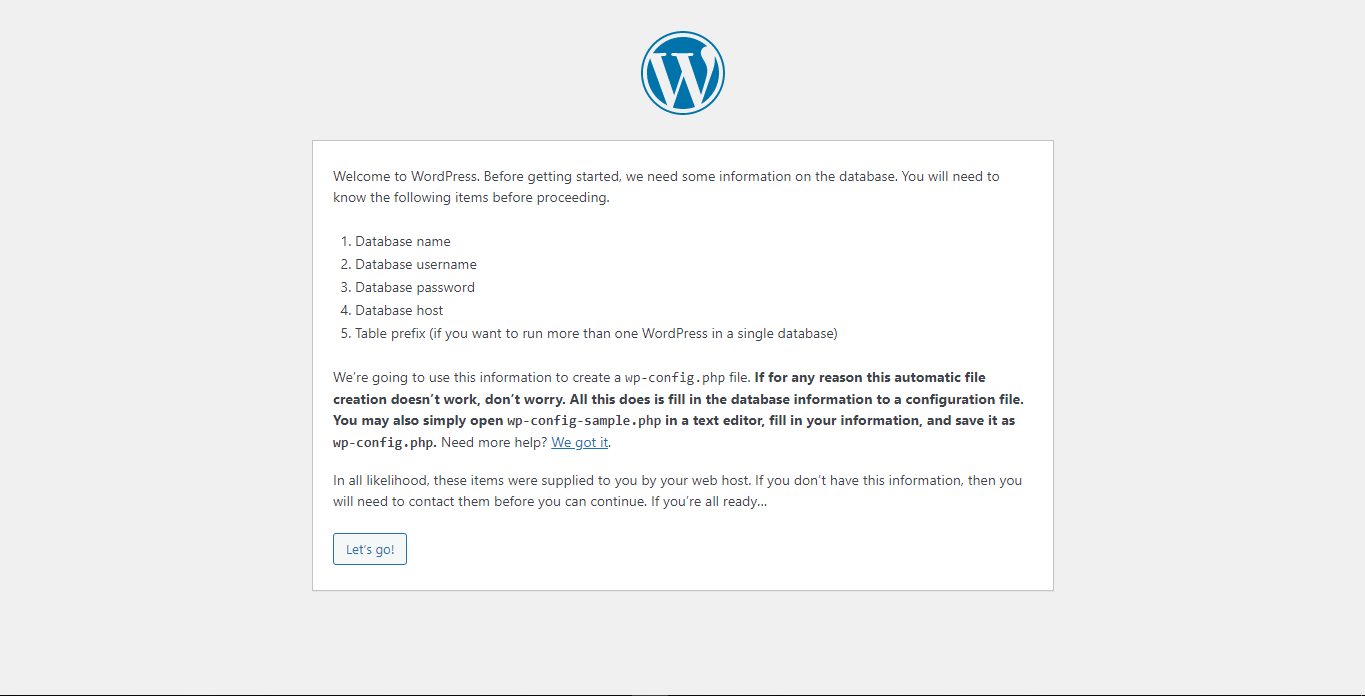 Welcome to WordPress. Before getting started, we need some information on the database. You will need to
know the following items before proceeding.
1. Database name
2. Database username
3. Database password
4. Database host
5. Table prefix (if you want to run more than one WordPress in a single database)
We’re going to use this information to create a wp-config.php file. If for any reason this automatic file
creation doesn’t work, don’t worry. All this does is fill in the database information to a configuration file.
You may also simply open wp-config-sample.php in a text editor, fill in your information, and save it as
wp-config.php. Need more help? We got it.
In all likelihood, these items were supplied to you by your web host. If you don’t have this information, then you
will need to contact them before you can continue. If you’re all ready…
Let’s go!